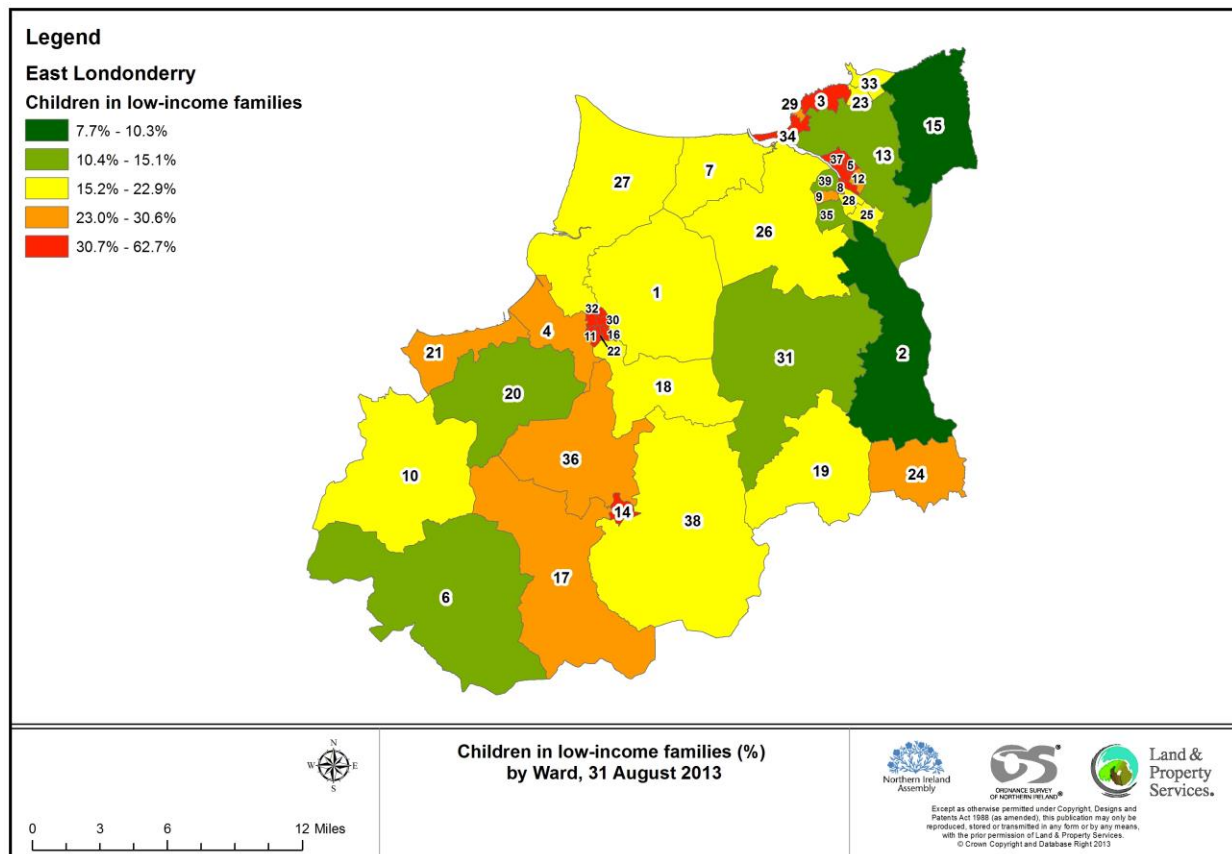 Legend
East Londonderry
Children in low-income families
7.7% - 10.3%
10.4% - 15.1%
15.2% - 22.9%
23.0% - 30.6%
30.7% - 62.7%
33
29
3
23
15
34
13
37
5
27
7
39
12
8
9
28
35
25
26
1
32
30
4
11
16
21
22
31
2
20
18
36
10
19
24
14
38
17
6
N
W
E
S
0
3
6
12 Miles
Children in low-income families (%)
by Ward, 31 August 2013
Northern Ireland
Assembly
OS®
ORDNANCE SURVEY
OF NORTHERN IRELAND®
Land &
Property
Services.
Except as otherwise permitted under Copyright, Designs and
Patents Act 1988 (as amended), this publication may only be
reproduced, stored or transmitted in any form or by any means,
with the prior permission of Land & Property Services.
© Crown Copyright and Database Right 2013